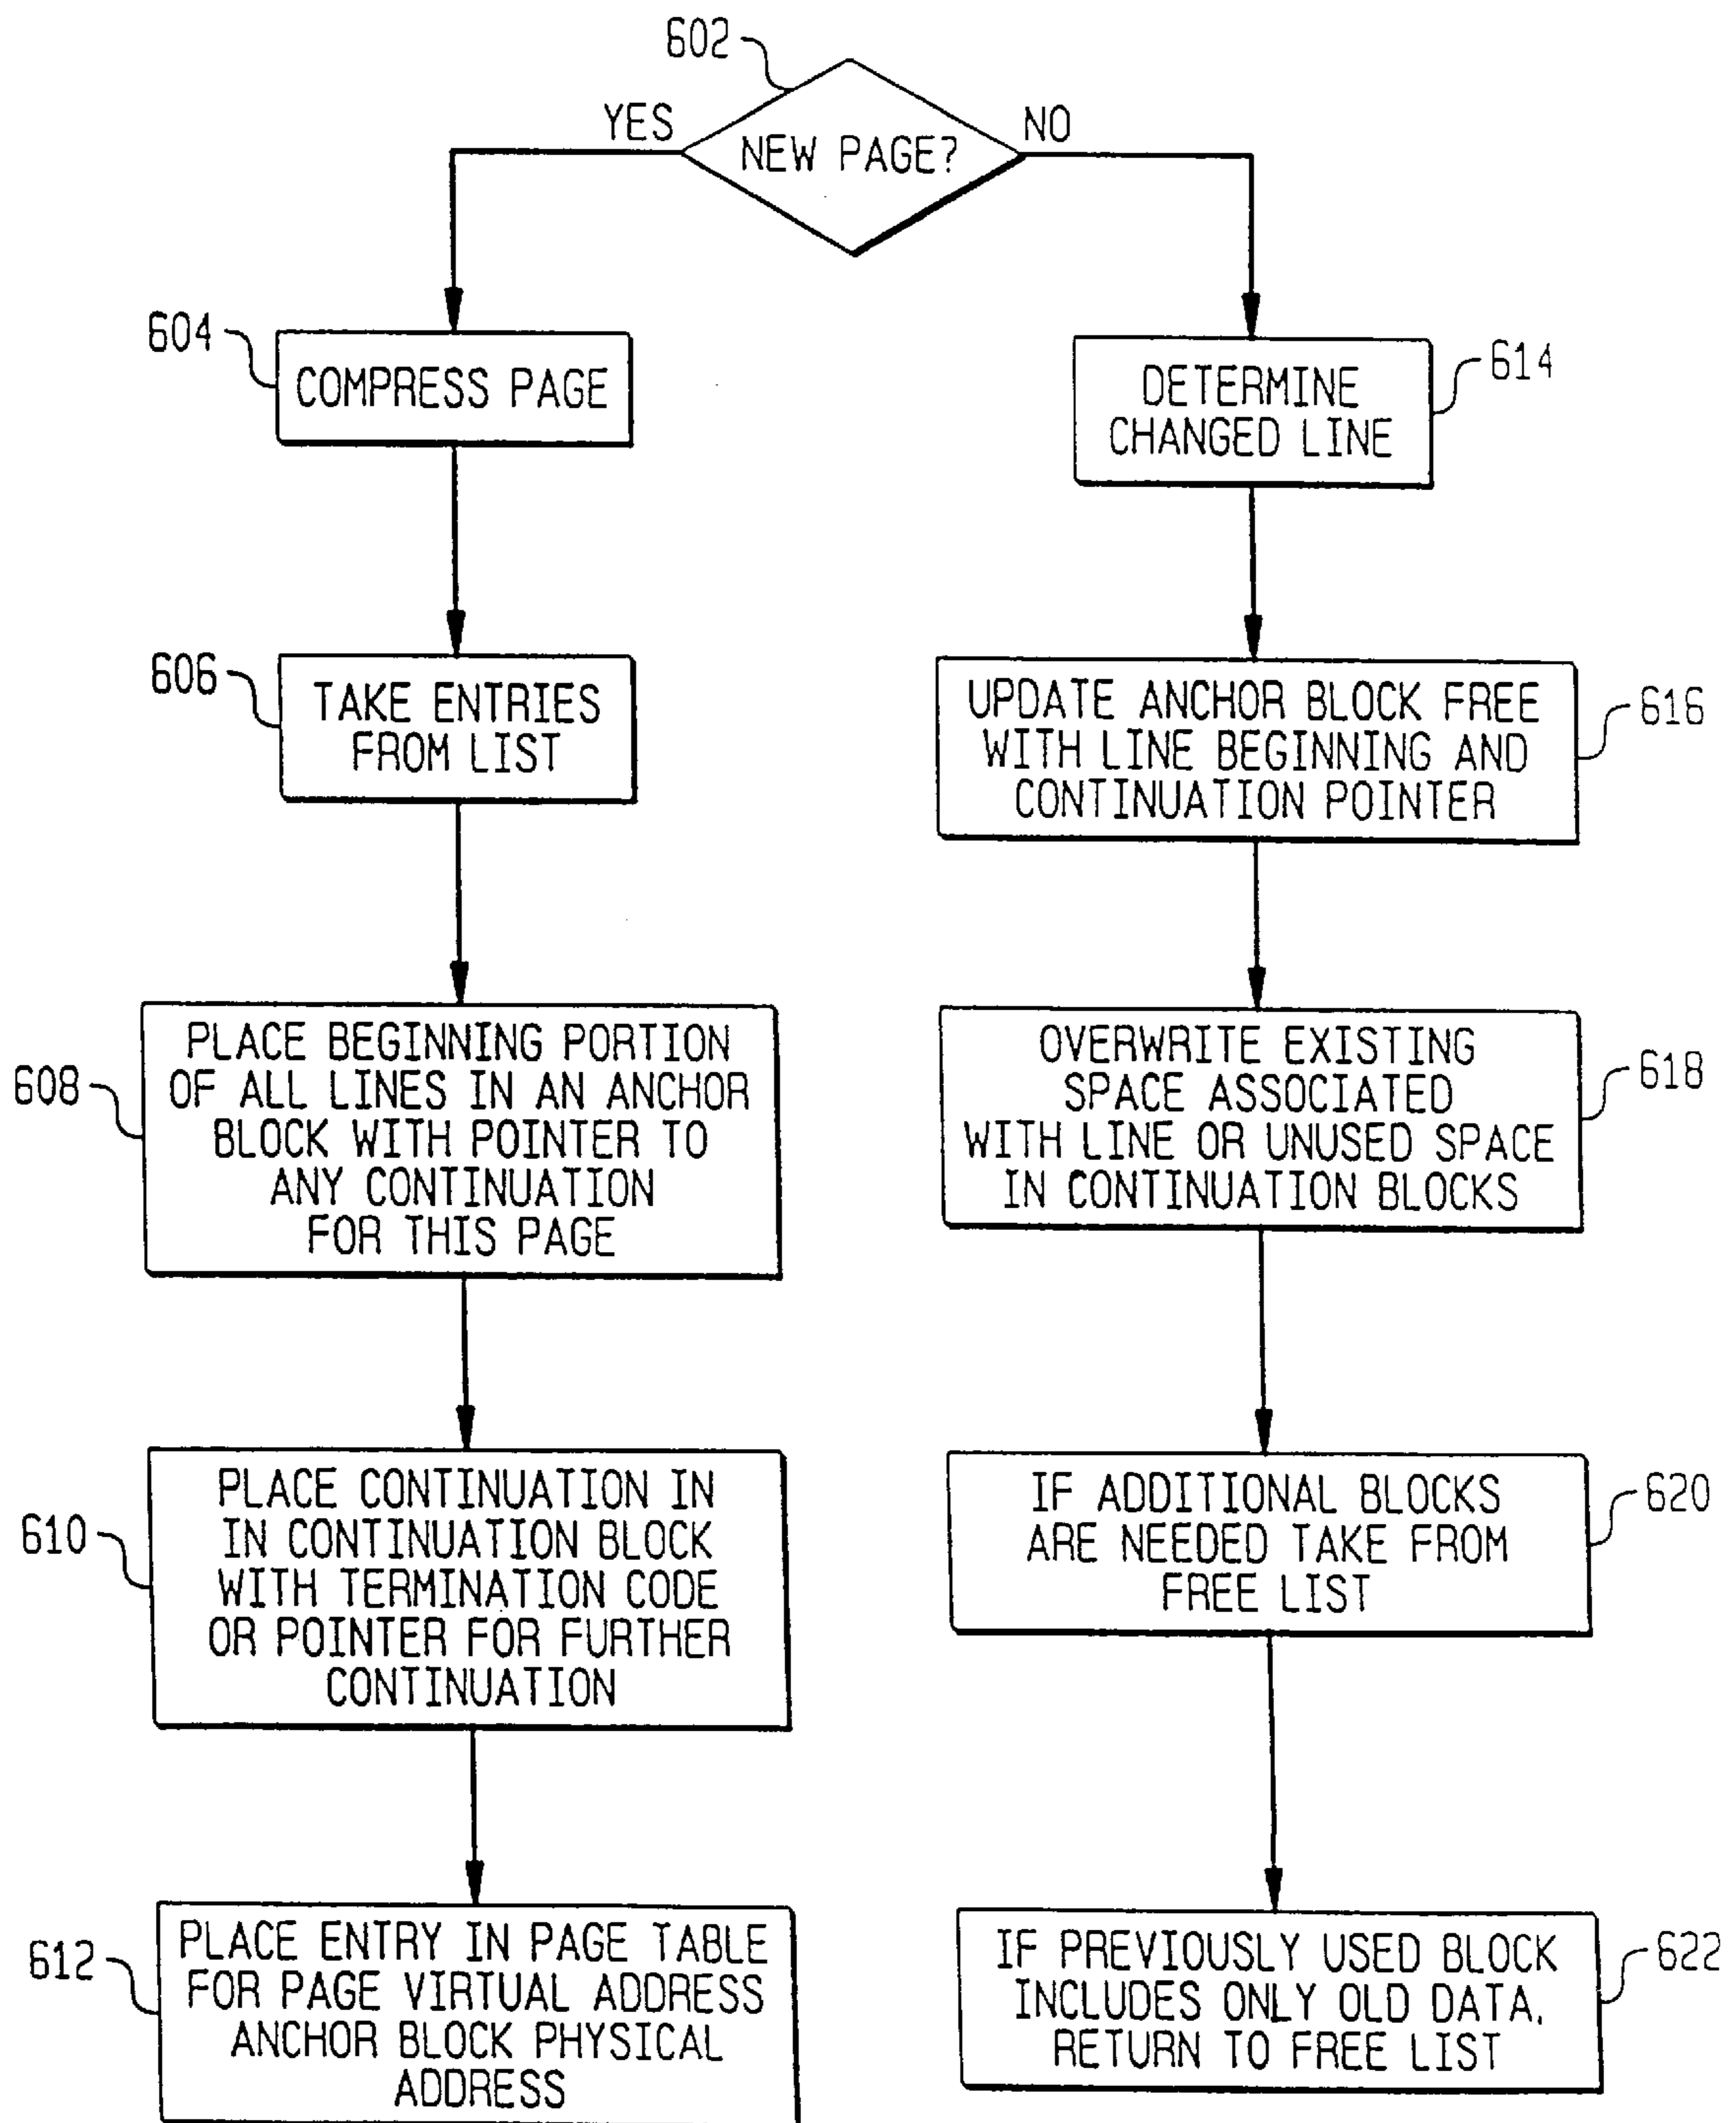 602
YES
NEW PAGE?
NO
604
COMPRESS PAGE
606
TAKE ENTRIES
FROM LIST
608
PLACE BEGINNING PORTION
OF ALL LINES IN AN ANCHOR
BLOCK WITH POINTER TO
ANY CONTINUATION
FOR THIS PAGE
610
PLACE CONTINUATION IN
IN CONTINUATION BLOCK
WITH TERMINATION CODE
OR POINTER FOR FURTHER
CONTINUATION
612
PLACE ENTRY IN PAGE TABLE
FOR PAGE VIRTUAL ADDRESS
ANCHOR BLOCK PHYSICAL
ADDRESS
614
DETERMINE
CHANGED LINE
616
UPDATE ANCHOR BLOCK FREE
WITH LINE BEGINNING AND
CONTINUATION POINTER
618
OVERWRITE EXISTING
SPACE ASSOCIATED
WITH LINE OR UNUSED SPACE
IN CONTINUATION BLOCKS
620
IF ADDITIONAL BLOCKS
ARE NEEDED TAKE FROM
FREE LIST
622
IF PREVIOUSLY USED BLOCK
INCLUDES ONLY OLD DATA,
RETURN TO FREE LIST